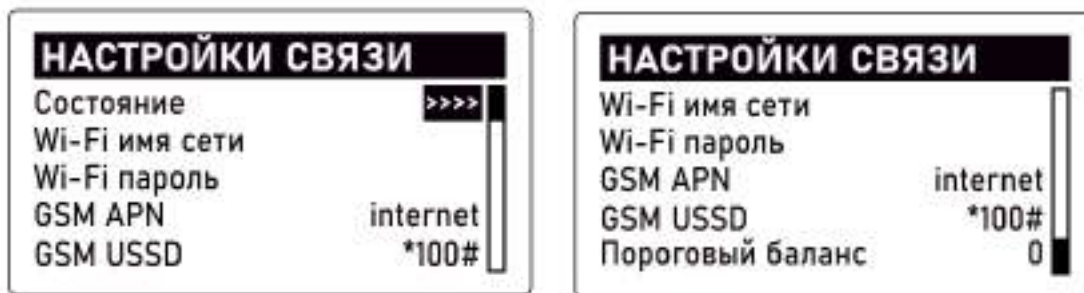 НАСТРОЙКИ СВЯЗИ
Состояние >>>>
Wi-Fi имя сети
Wi-Fi пароль
GSM APN internet
GSM USSD *100#
НАСТРОЙКИ СВЯЗИ
Wi-Fi имя сети
Wi-Fi пароль
GSM APN internet
GSM USSD *100#
Пороговый баланс 0